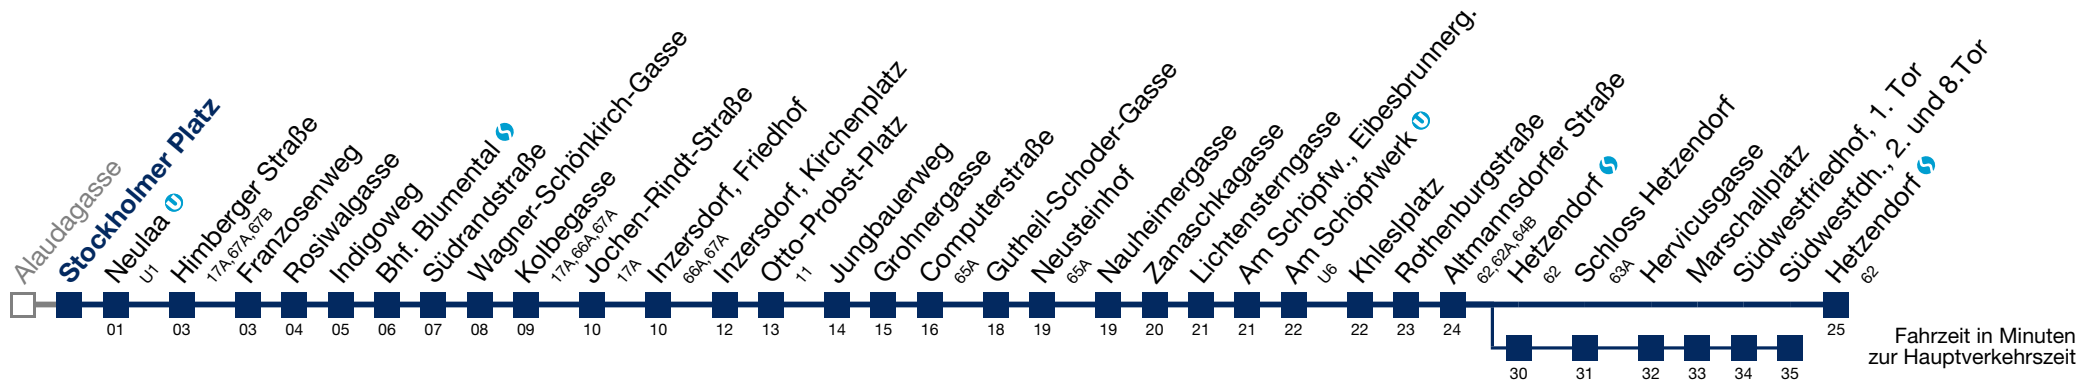 Alaudagasse
Stockholmer Platz
Neulaa U
U1
Himberger Straße
17A,67A,67B
Franzosenweg
Rosiwalgasse
Indigoweg
Bhf. Blumental S
Südrandstraße
Wagner-Schönkirch-Gasse
Kolbegasse
17A,66A,67A
Jochen-Rindt-Straße
17A
Inzersdorf, Friedhof
66A,67A
Inzersdorf, Kirchenplatz
Otto-Probst-Platz
11
Jungbauerweg
Grohnergasse
Computerstraße
65A
Gutheil-Schoder-Gasse
Neusteinhof
65A
Nauheimergasse
Zanaschkagasse
Lichtensterngasse
Am Schöpfw., Eibesbrunnerg.
Am Schöpfwerk U
U6
Khleslplatz
Rothenburgstraße
Altmannsdorfer Straße
62,62A,64B
Hetzendorf S
62
Schloss Hetzendorf
63A
Hervicusgasse
Marschallplatz
Südwestfriedhof, 1. Tor
Südwestfdh., 2. und 8.Tor
Hetzendorf S
62
01 03 03 04 05 06 07 08 09 10 10 12 13 14 15 16 18 19 19 20 21 21 22 22 23 24 25
30 31 32 33 34 35
Fahrzeit in Minuten
zur Hauptverkehrszeit